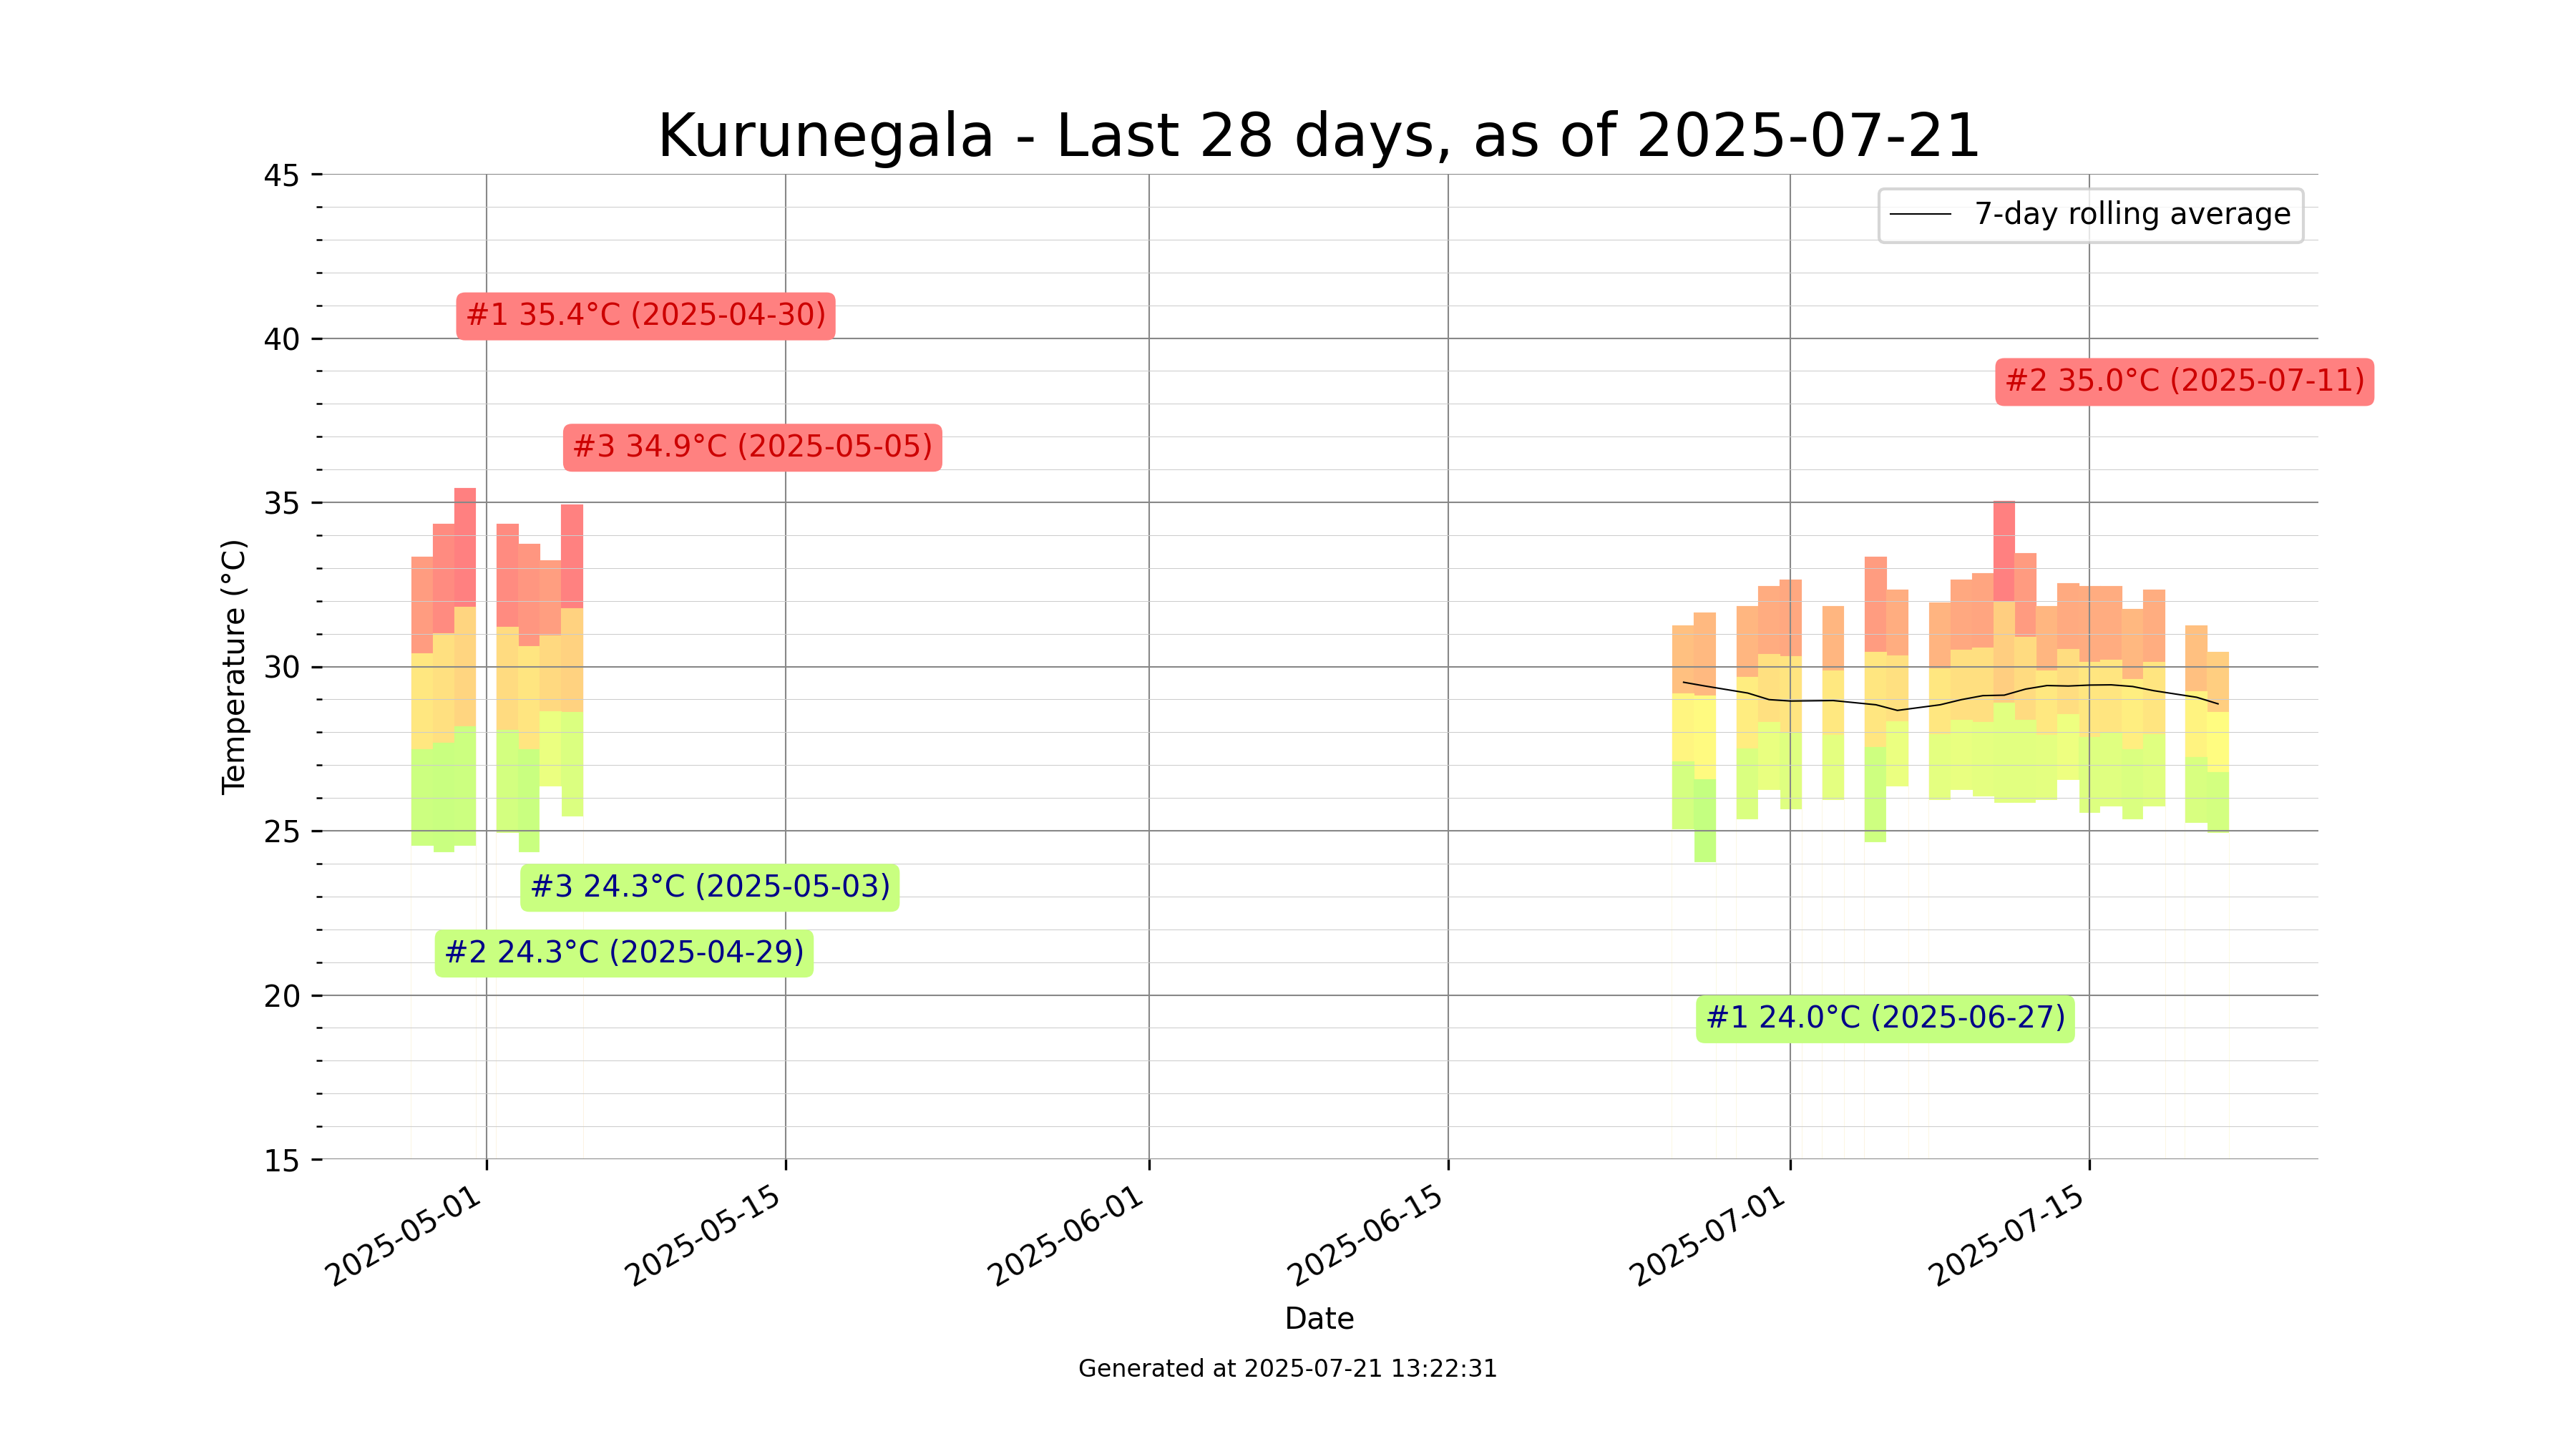 Kurunegala - Last 28 days, as of 2025-07-21
7-day rolling average
45
40
35
30
25
20
15
Temperature (°C)
#1 35.4°C (2025-04-30)
#2 35.0°C (2025-07-11)
#3 34.9°C (2025-05-05)
#3 24.3°C (2025-05-03)
#2 24.3°C (2025-04-29)
#1 24.0°C (2025-06-27)
2025-05-01
2025-05-15
2025-06-01
2025-06-15
2025-07-01
2025-07-15
Date
Generated at 2025-07-21 13:22:31